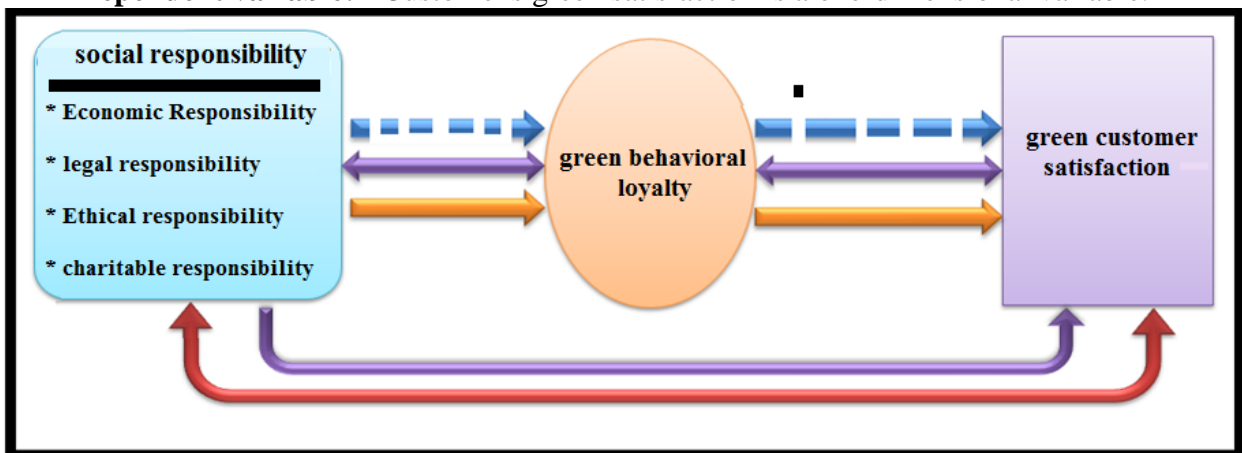 social responsibility
* Economic Responsibility
* legal responsibility
* Ethical responsibility
* charitable responsibility
green behavioral
loyalty
green customer
satisfaction